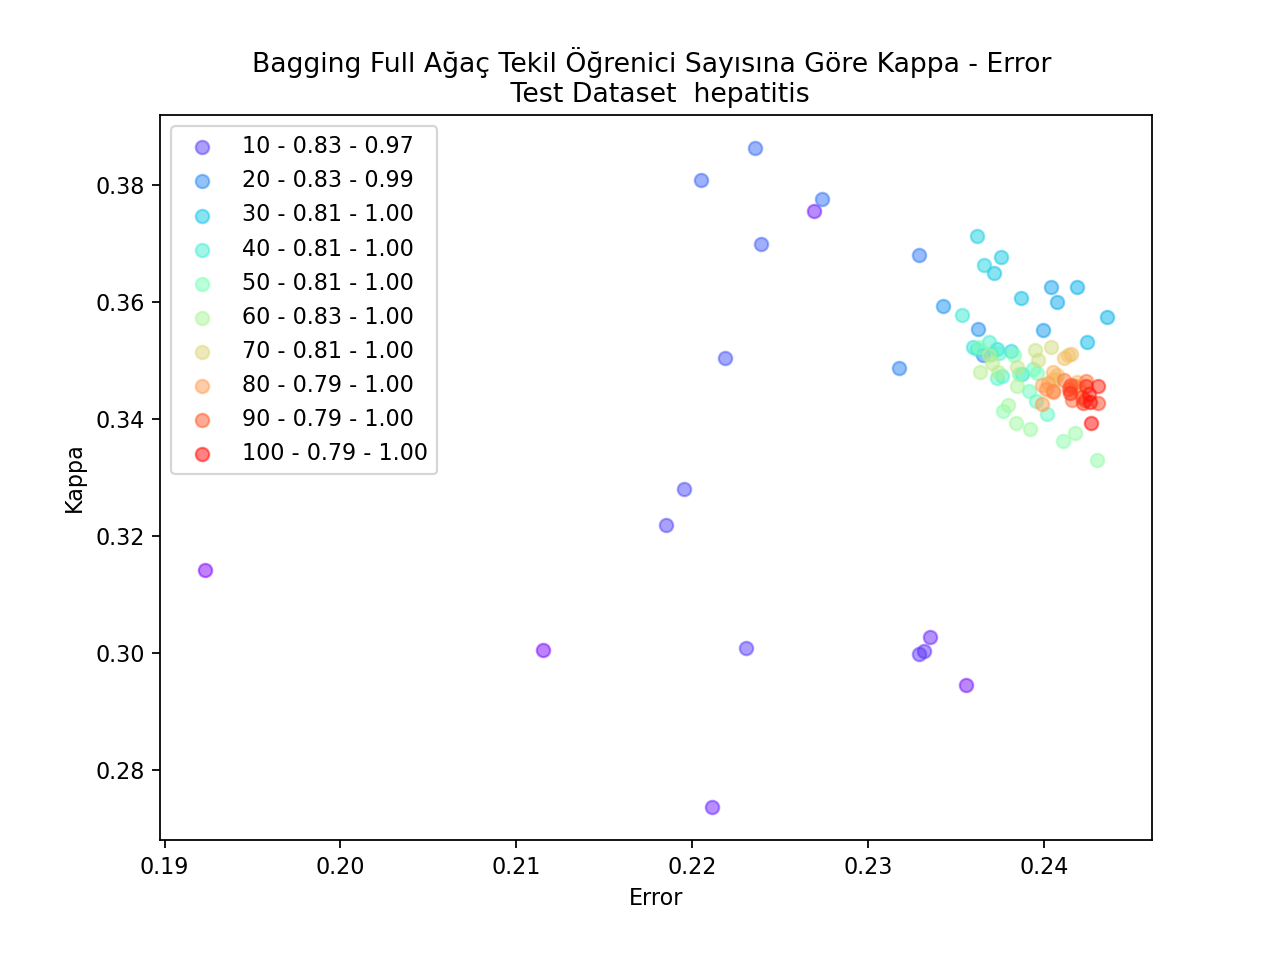 Bagging Full Ağaç Tekil Öğrenici Sayısına Göre Kappa - Error
Test Dataset  hepatitis
10 - 0.83 - 0.97
20 - 0.83 - 0.99
30 - 0.81 - 1.00
40 - 0.81 - 1.00
50 - 0.81 - 1.00
60 - 0.83 - 1.00
70 - 0.81 - 1.00
80 - 0.79 - 1.00
90 - 0.79 - 1.00
100 - 0.79 - 1.00
Kappa
0.38
0.36
0.34
0.32
0.30
0.28
0.19 0.20 0.21 0.22 0.23 0.24
Error